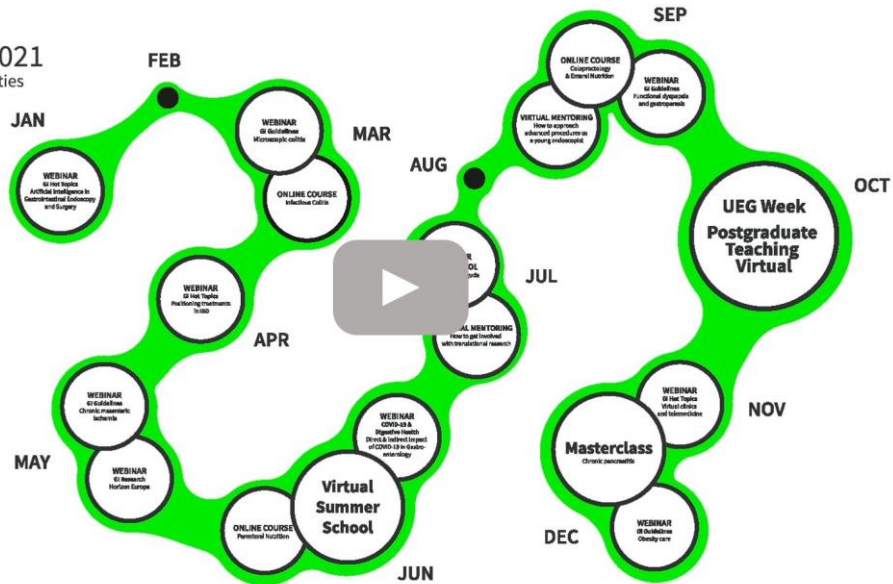 021
ties
JAN
WEBINAR
GI Hot Topics
Artificial Intelligence in
Gastrointestinal Endoscopy
and Surgery
FEB
WEBINAR
GI Guidelines
Microscopic colitis
MAR
ONLINE COURSE
Infectious Colitis
WEBINAR
GI Hot Topics
Positioning treatments
in IBD
APR
WEBINAR
GI Guidelines
Chronic mesenteric
ischemia
MAY
WEBINAR
GI Research
Horizon Europe
ONLINE COURSE
Parenteral Nutrition
Virtual
Summer
School
JUN
WEBINAR
COVID-19 &
Digestive Health
Direct & Indirect impact
of COVID-19 in Gastro-
enterology
MENTORING
How to get involved
with translational research
JUL
AUG
VIRTUAL MENTORING
How to approach
advanced procedures as
a young endoscopist
ONLINE COURSE
Coloproctology
& Enteral Nutrition
SEP
WEBINAR
GI Guidelines
Functional dyspepsia
and gastroparesis
UEG Week
Postgraduate
Teaching
Virtual
OCT
WEBINAR
GI Hot Topics
Virtual clinics
and telemedicine
NOV
Masterclass
Chronic pancreatitis
DEC
WEBINAR
GI Guidelines
Obesity care